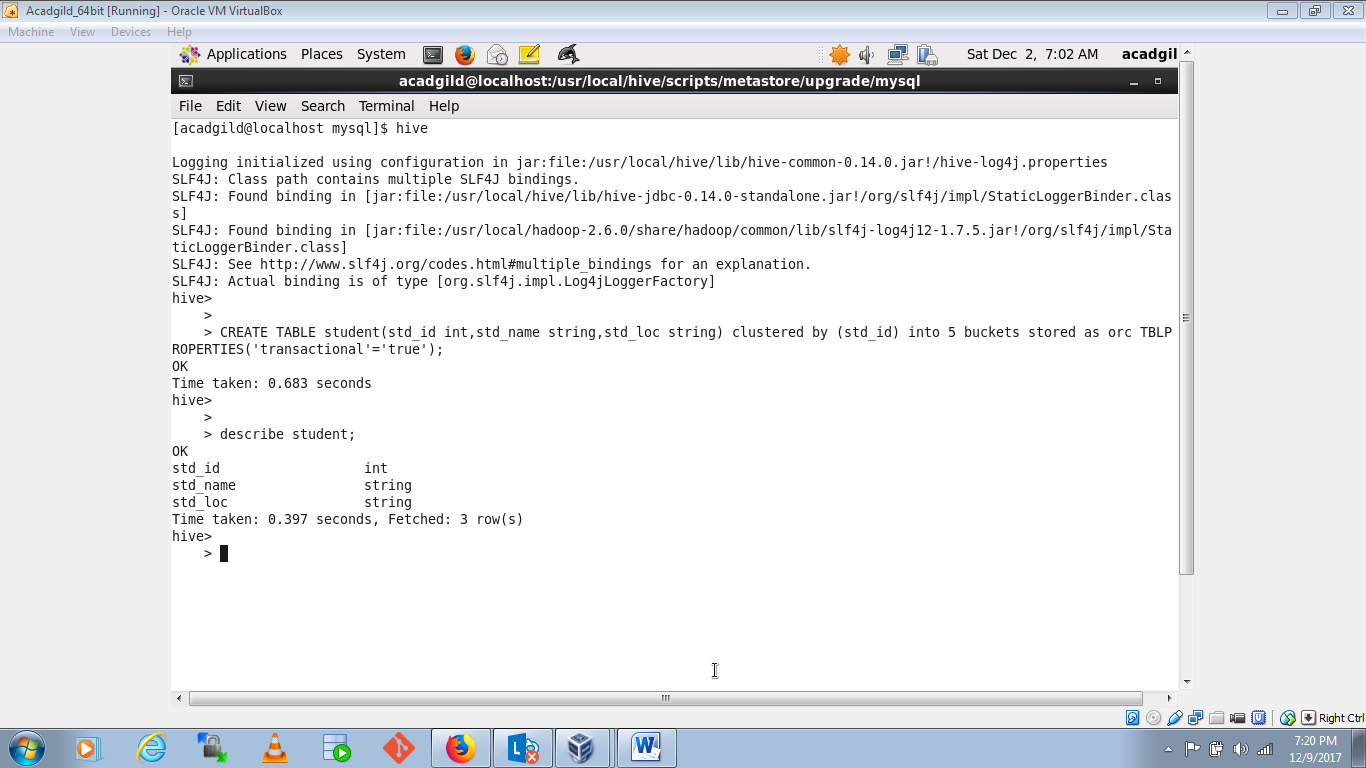 Acadgild_64bit [Running] - Oracle VM VirtualBox
Machine View Devices Help
Applications Places System Sat Dec 2, 7:02 AM acadgil
acadgild@localhost:/usr/local/hive/scripts/metastore/upgrade/mysql
File Edit View Search Terminal Help
[acadgild@localhost mysql]$ hive
Logging initialized using configuration in jar:file:/usr/local/hive/lib/hive-common-0.14.0.jar!/hive-log4j.properties
SLF4J: Class path contains multiple SLF4J bindings.
SLF4J: Found binding in [jar:file:/usr/local/hive/lib/hive-jdbc-0.14.0-standalone.jar!/org/slf4j/impl/StaticLoggerBinder.clas
s]
SLF4J: Found binding in [jar:file:/usr/local/hadoop-2.6.0/share/hadoop/common/lib/slf4j-log4j12-1.7.5.jar!/org/slf4j/impl/Sta
ticLoggerBinder.class]
SLF4J: See http://www.slf4j.org/codes.html#multiple_bindings for an explanation.
SLF4J: Actual binding is of type [org.slf4j.impl.Log4jLoggerFactory]
hive>
    >
    > CREATE TABLE student(std_id int,std_name string,std_loc string) clustered by (std_id) into 5 buckets stored as orc TBLP
ROPERTIES('transactional'='true');
OK
Time taken: 0.683 seconds
hive>
    >
    > describe student;
OK
std_id                  int
std_name                string
std_loc                 string
Time taken: 0.397 seconds, Fetched: 3 row(s)
hive>
    >
Right Ctrl
7:20 PM
12/9/2017